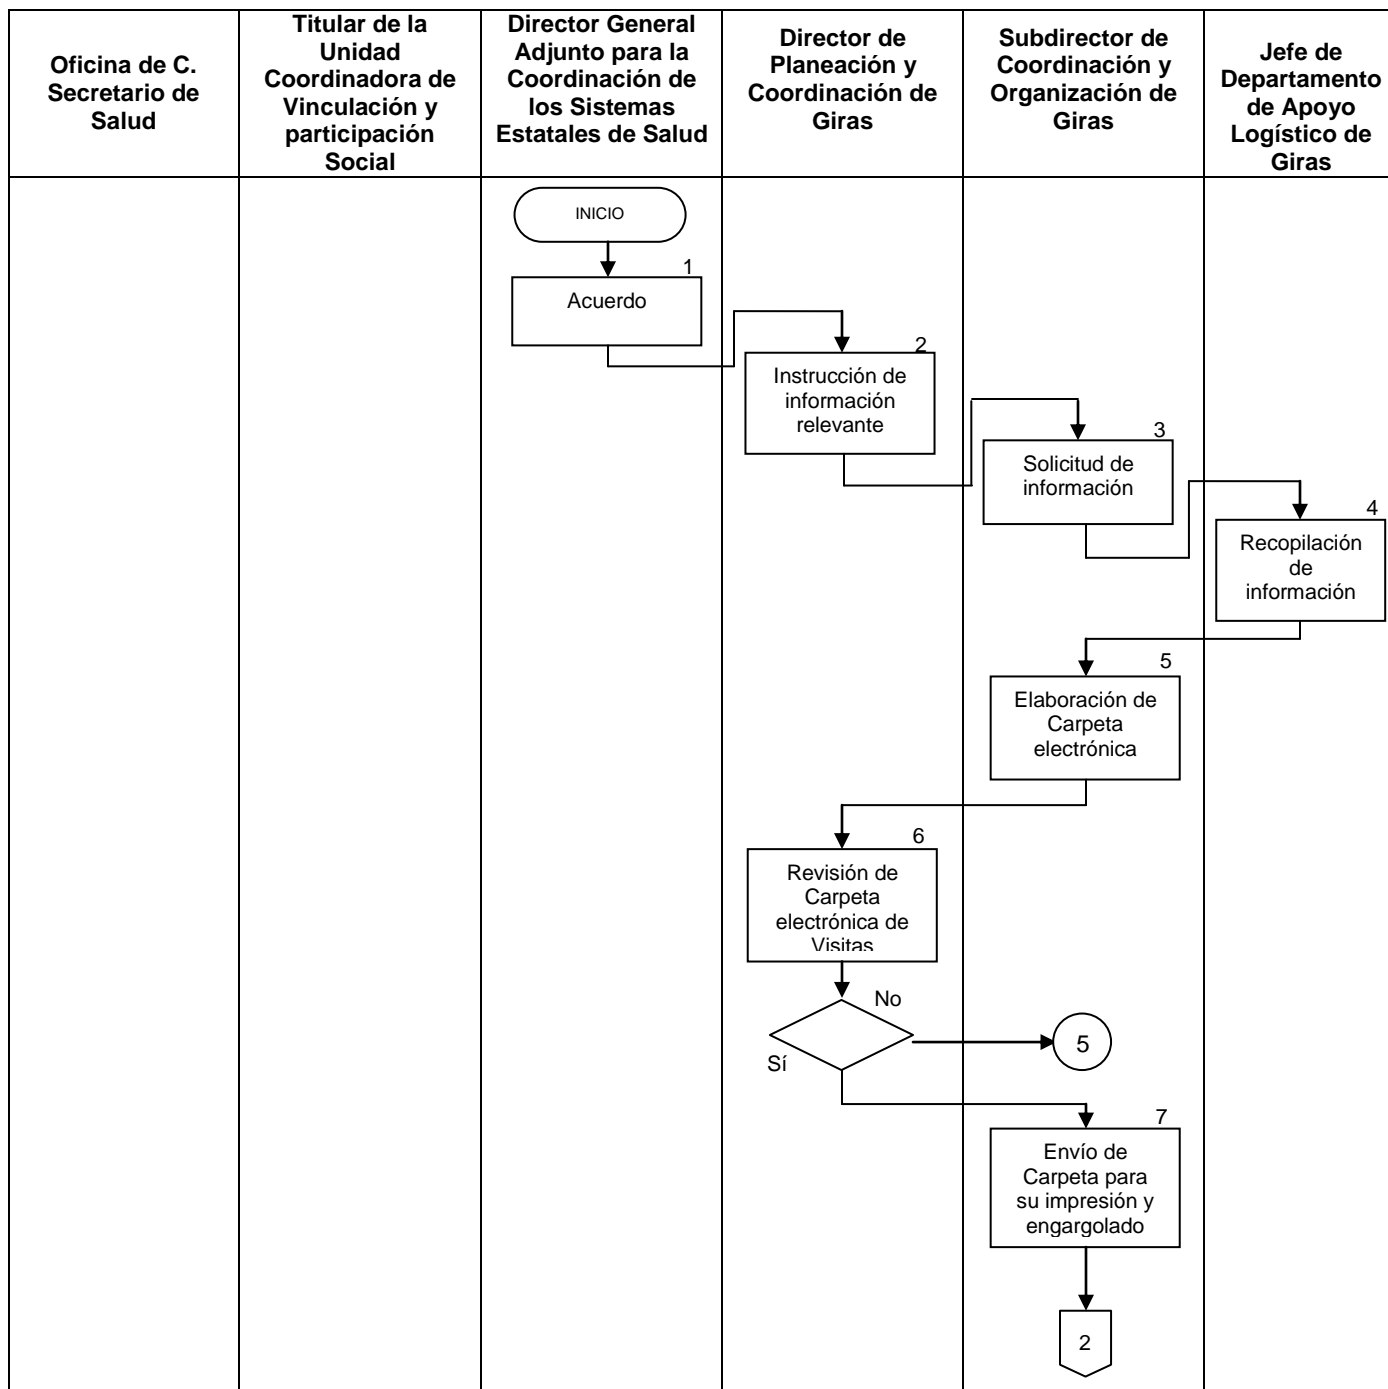 Oficina de C.
Secretario de
Salud
Titular de la
Unidad
Coordinadora de
Vinculación y
participación
Social
Director General
Adjunto para la
Coordinación de
los Sistemas
Estatales de Salud
Director de
Planeación y
Coordinación de
Giras
Subdirector de
Coordinación y
Organización de
Giras
Jefe de
Departamento
de Apoyo
Logístico de
Giras
INICIO
1
Acuerdo
2
Instrucción de
información
relevante
3
Solicitud de
información
4
Recopilación
de
información
5
Elaboración de
Carpeta
electrónica
6
Revisión de
Carpeta
electrónica de
Visitas
No
5
Sí
7
Envío de
Carpeta para
su impresión y
engargolado
2